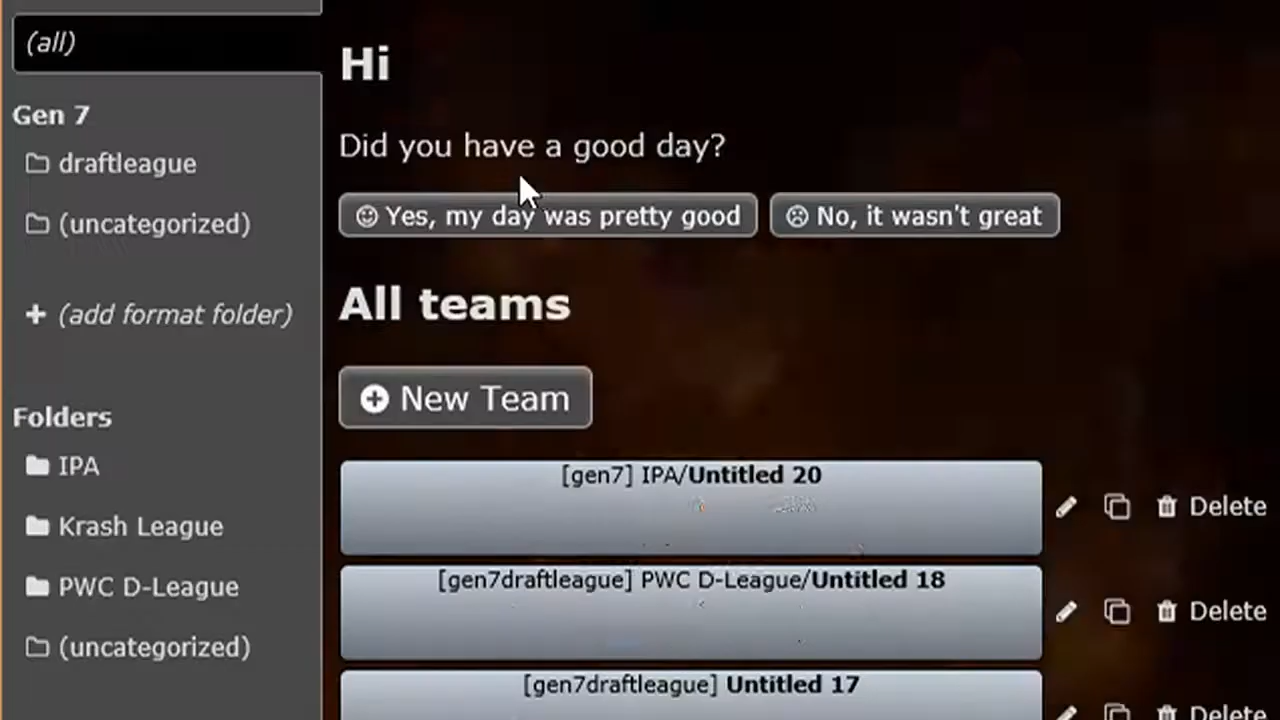 (all)
Gen 7
draftleague
(uncategorized)
(add format folder)
Folders
IPA
Krash League
PWC D-League
(uncategorized)
Hi
Did you have a good day?
Yes, my day was pretty good
No, it wasn't great
All teams
New Team
[gen7] IPA/Untitled 20
Delete
[gen7draftleague] PWC D-League/Untitled 18
Delete
[gen7draftleague] Untitled 17
Delete